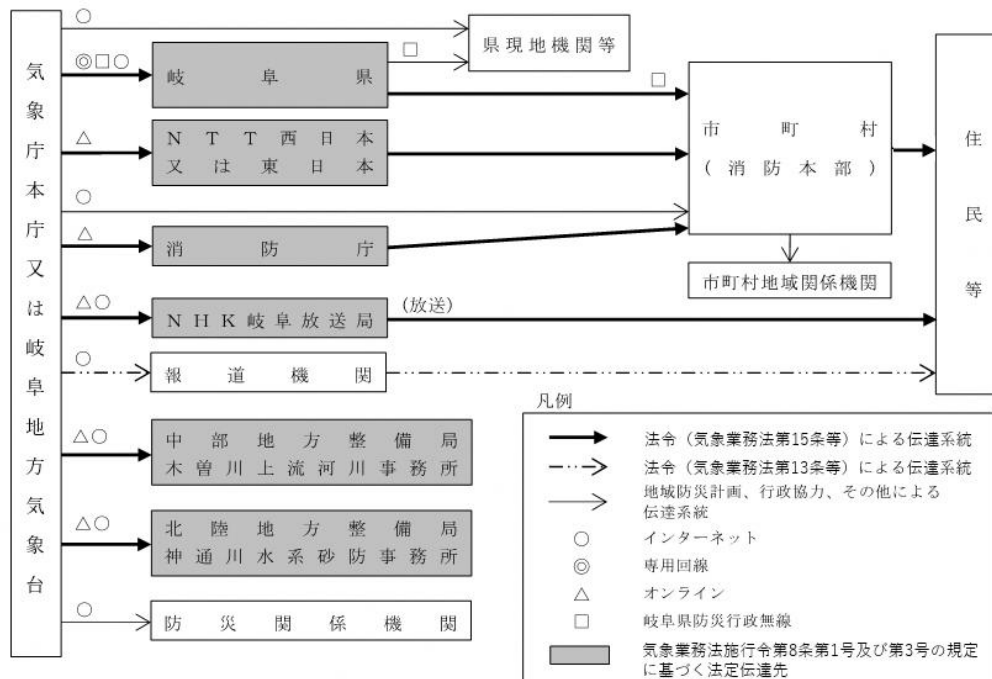 気象庁本庁又は岐阜地方気象台
○
県現地機関等
◎□○
岐阜県
□
□
△
NTT西日本
又は東日本
市町村
(消防本部)
住民等
○
△
消防庁
市町村地域関係機関
△○
NHK岐阜放送局
(放送)
○
報道機関
△○
中部地方整備局
木曽川上流河川事務所
△○
北陸地方整備局
神通川水系砂防事務所
○
防災関係機関
凡例
法令（気象業務法第15条等）による伝達系統
法令（気象業務法第13条等）による伝達系統
地域防災計画、行政協力、その他による
伝達系統
○ インターネット
◎ 専用回線
△ オンライン
□ 岐阜県防災行政無線
気象業務法施行令第8条第1号及び第3号の規定
に基づく法定伝達先